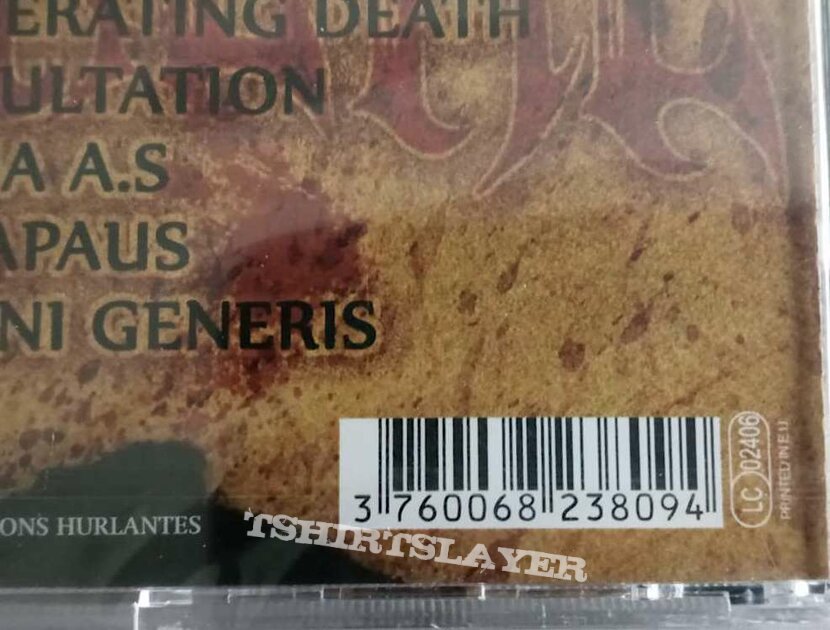 ERATING DEATH
ULTATION
A A.S
APAUS
NI GENERIS
ONS HURLANTES
3 760068 238094
LC 02406
PRINTED IN E.U
TSHIRTSLAYER